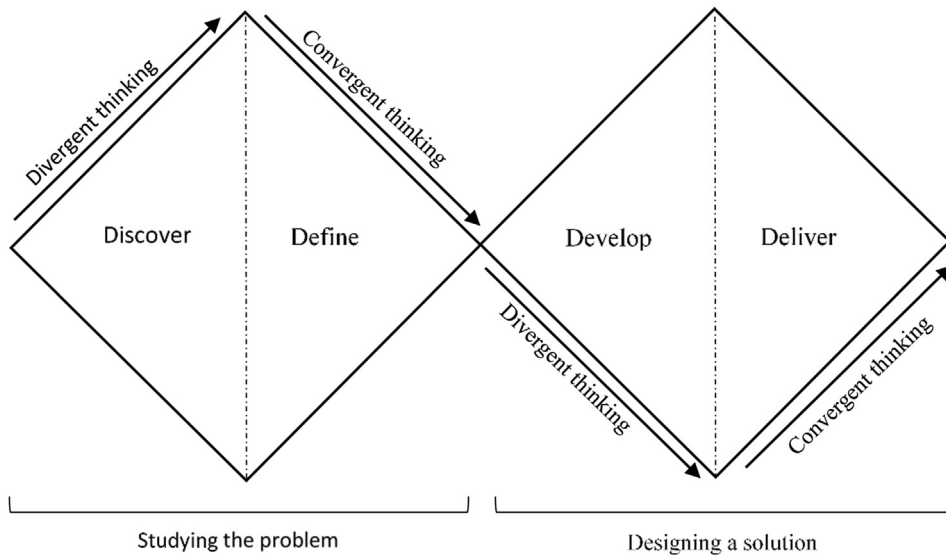 Divergent thinking
Convergent thinking
Discover
Define
Develop
Deliver
Divergent thinking
Convergent thinking
Studying the problem
Designing a solution